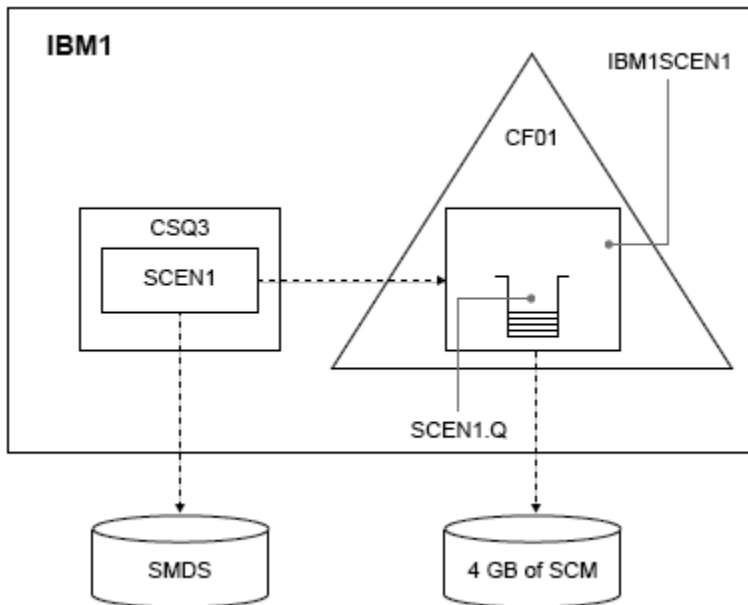 IBM1
IBM1SCEN1
CF01
CSQ3
SCEN1
SCEN1.Q
SMDS
4 GB of SCM